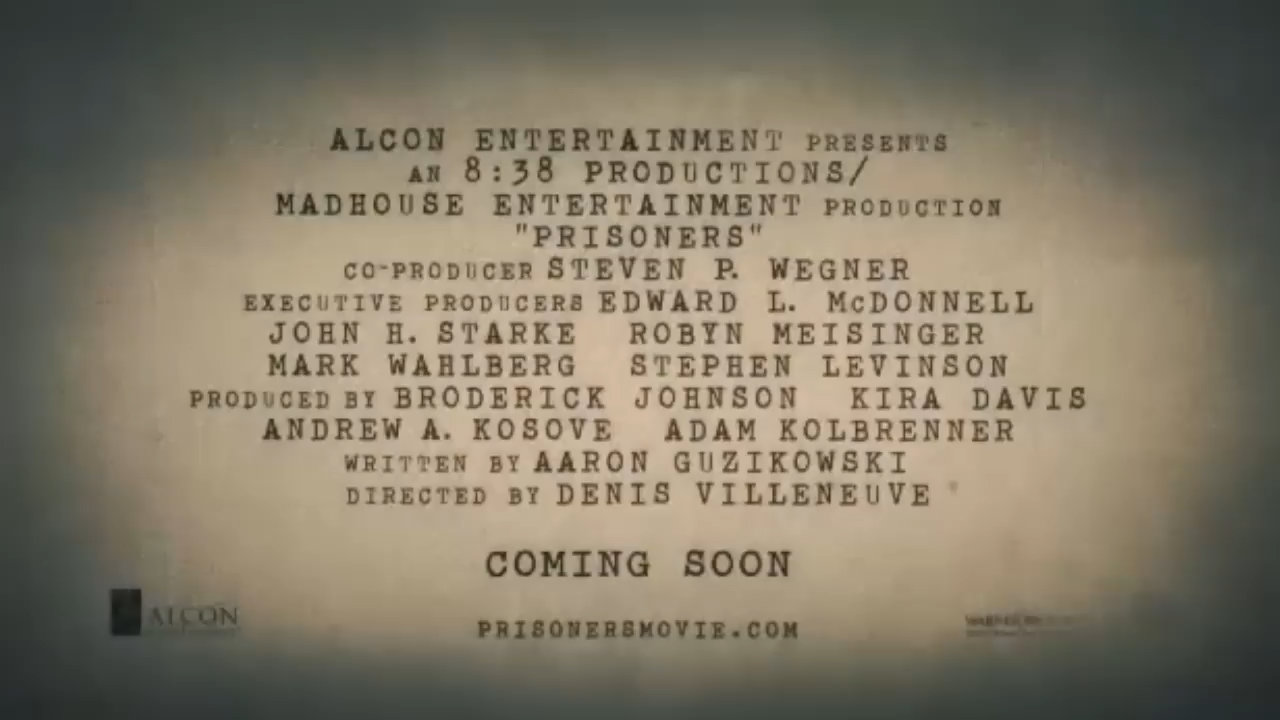 ALCON ENTERTAINMENT PRESENTS
AN 8:38 PRODUCTIONS/
MADHOUSE ENTERTAINMENT PRODUCTION
"PRISONERS"
CO-PRODUCER STEVEN P. WEGNER
EXECUTIVE PRODUCERS EDWARD L. McDONNELL
JOHN H. STARKE ROBYN MEISINGER
MARK WAHLBERG STEPHEN LEVINSON
PRODUCED BY BRODERICK JOHNSON KIRA DAVIS
ANDREW A. KOSOVE ADAM KOLBRENNER
WRITTEN BY AARON GUZIKOWSKI
DIRECTED BY DENIS VILLENEUVE
COMING SOON
ALCON
PRISONERSMOVIE.COM